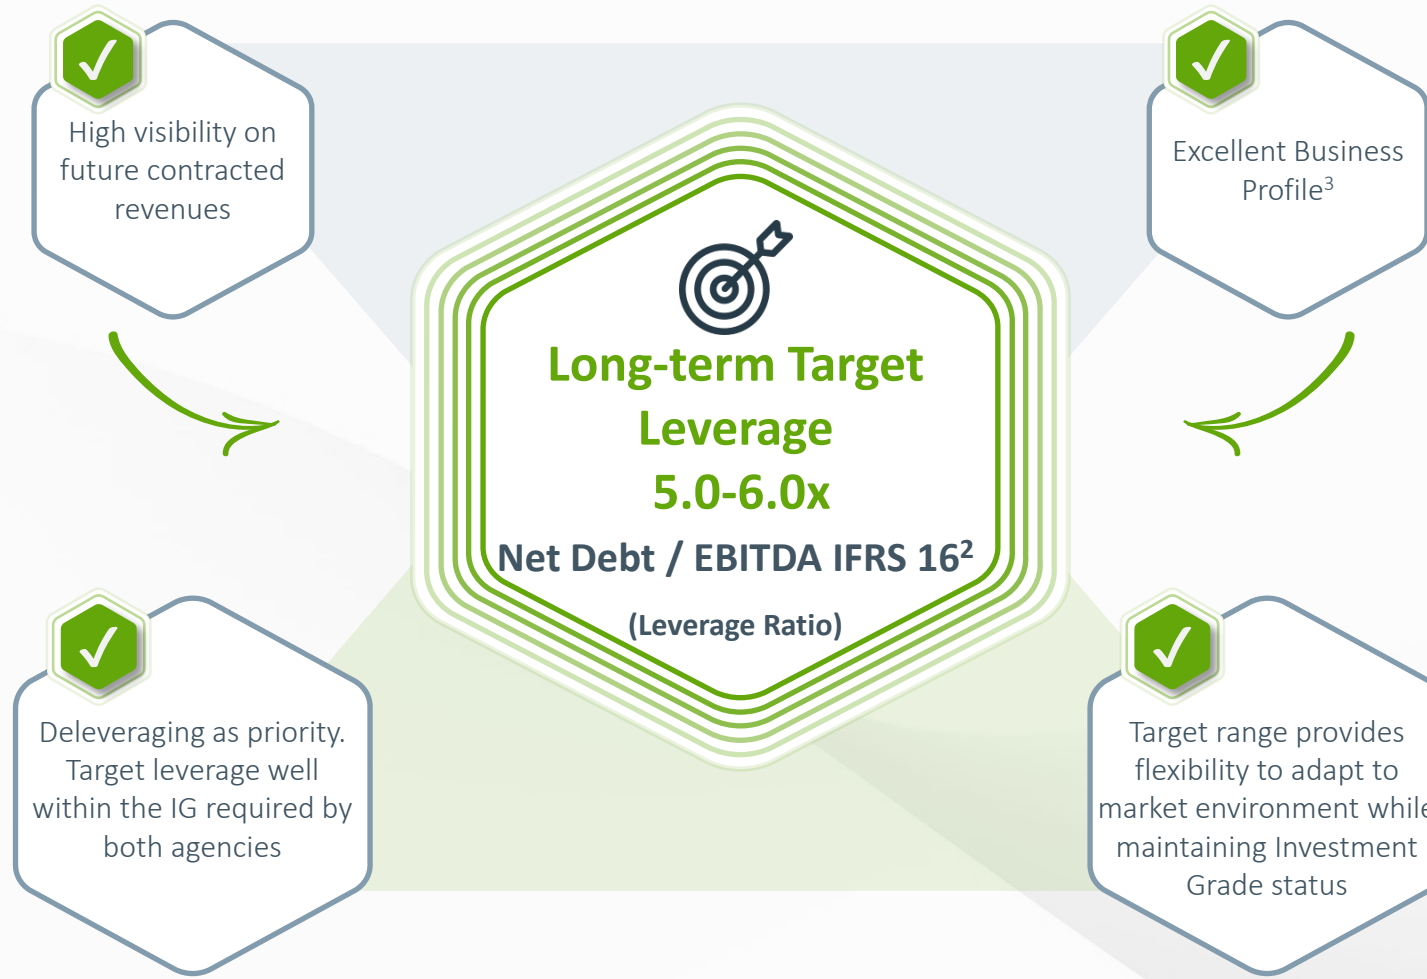 High visibility on
future contracted
revenues
Excellent Business
Profile³
Long-term Target
Leverage
5.0-6.0x
Net Debt / EBITDA IFRS 16²
(Leverage Ratio)
Deleveraging as priority.
Target leverage well
within the IG required by
both agencies
Target range provides
flexibility to adapt to
market environment while
maintaining Investment
Grade status